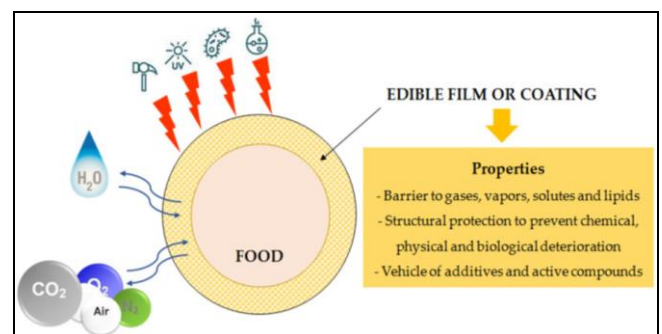 UV
EDIBLE FILM OR COATING
H₂O
Properties
- Barrier to gases, vapors, solutes and lipids
- Structural protection to prevent chemical,
physical and biological deterioration
- Vehicle of additives and active compounds
FOOD
CO₂
O₂
N₂
Air